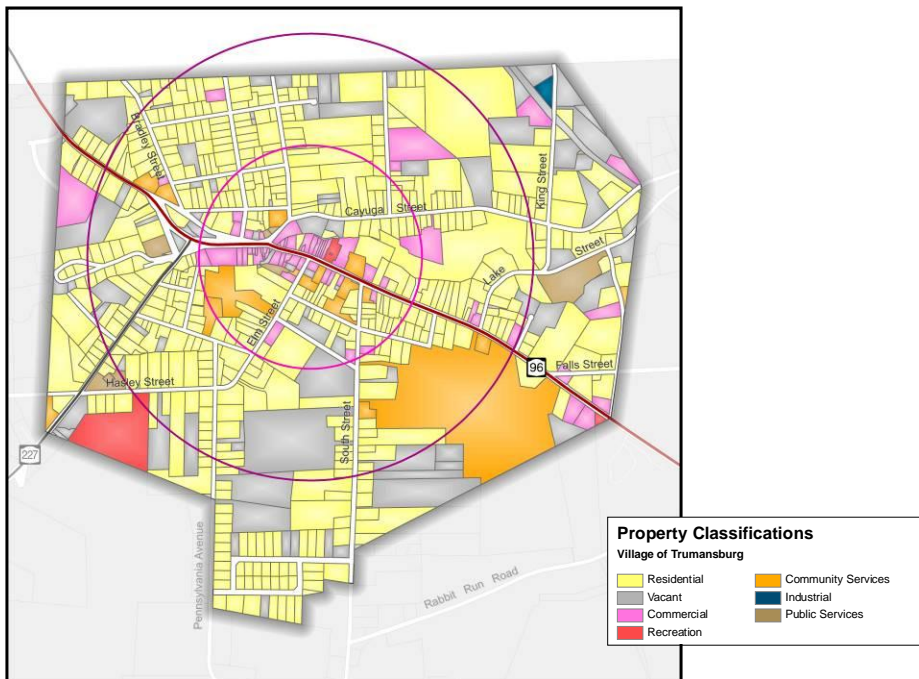 Bradley Street
King Street
Cayuga Street
Street
Lake
Elm Street
96
Falls Street
Hasley Street
South Street
227
Pennsylvania Avenue
Rabbit Run Road
Property Classifications
Village of Trumansburg
Residential
Vacant
Commercial
Recreation
Community Services
Industrial
Public Services